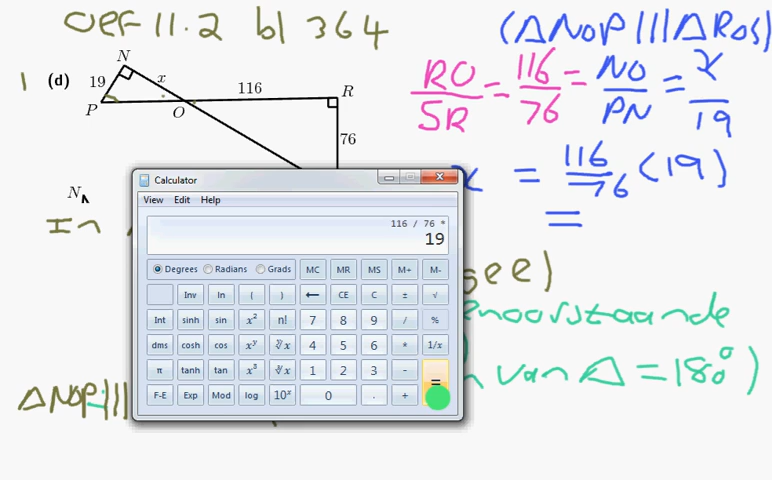 OEF 11.2 bl 364
(ΔNOP|||ΔROS)
1 (d)
N
19
x
P
O
116
R
76
RO/SR = 116/76 = NO/PN = x/19
x = 116/76 (19)
=
N
In
gee)
enoorstaande
n van Δ = 180°)
ΔNOP|||
Calculator
View Edit Help
116 / 76 *
19
Degrees Radians Grads MC MR MS M+ M-
Inv ln ( ) ← CE C ± √
Int sinh sin x² n! 7 8 9 / %
dms cosh cos xʸ ʸ√x 4 5 6 * 1/x
π tanh tan x³ ³√x 1 2 3 - =
F-E Exp Mod log 10ˣ 0 . +